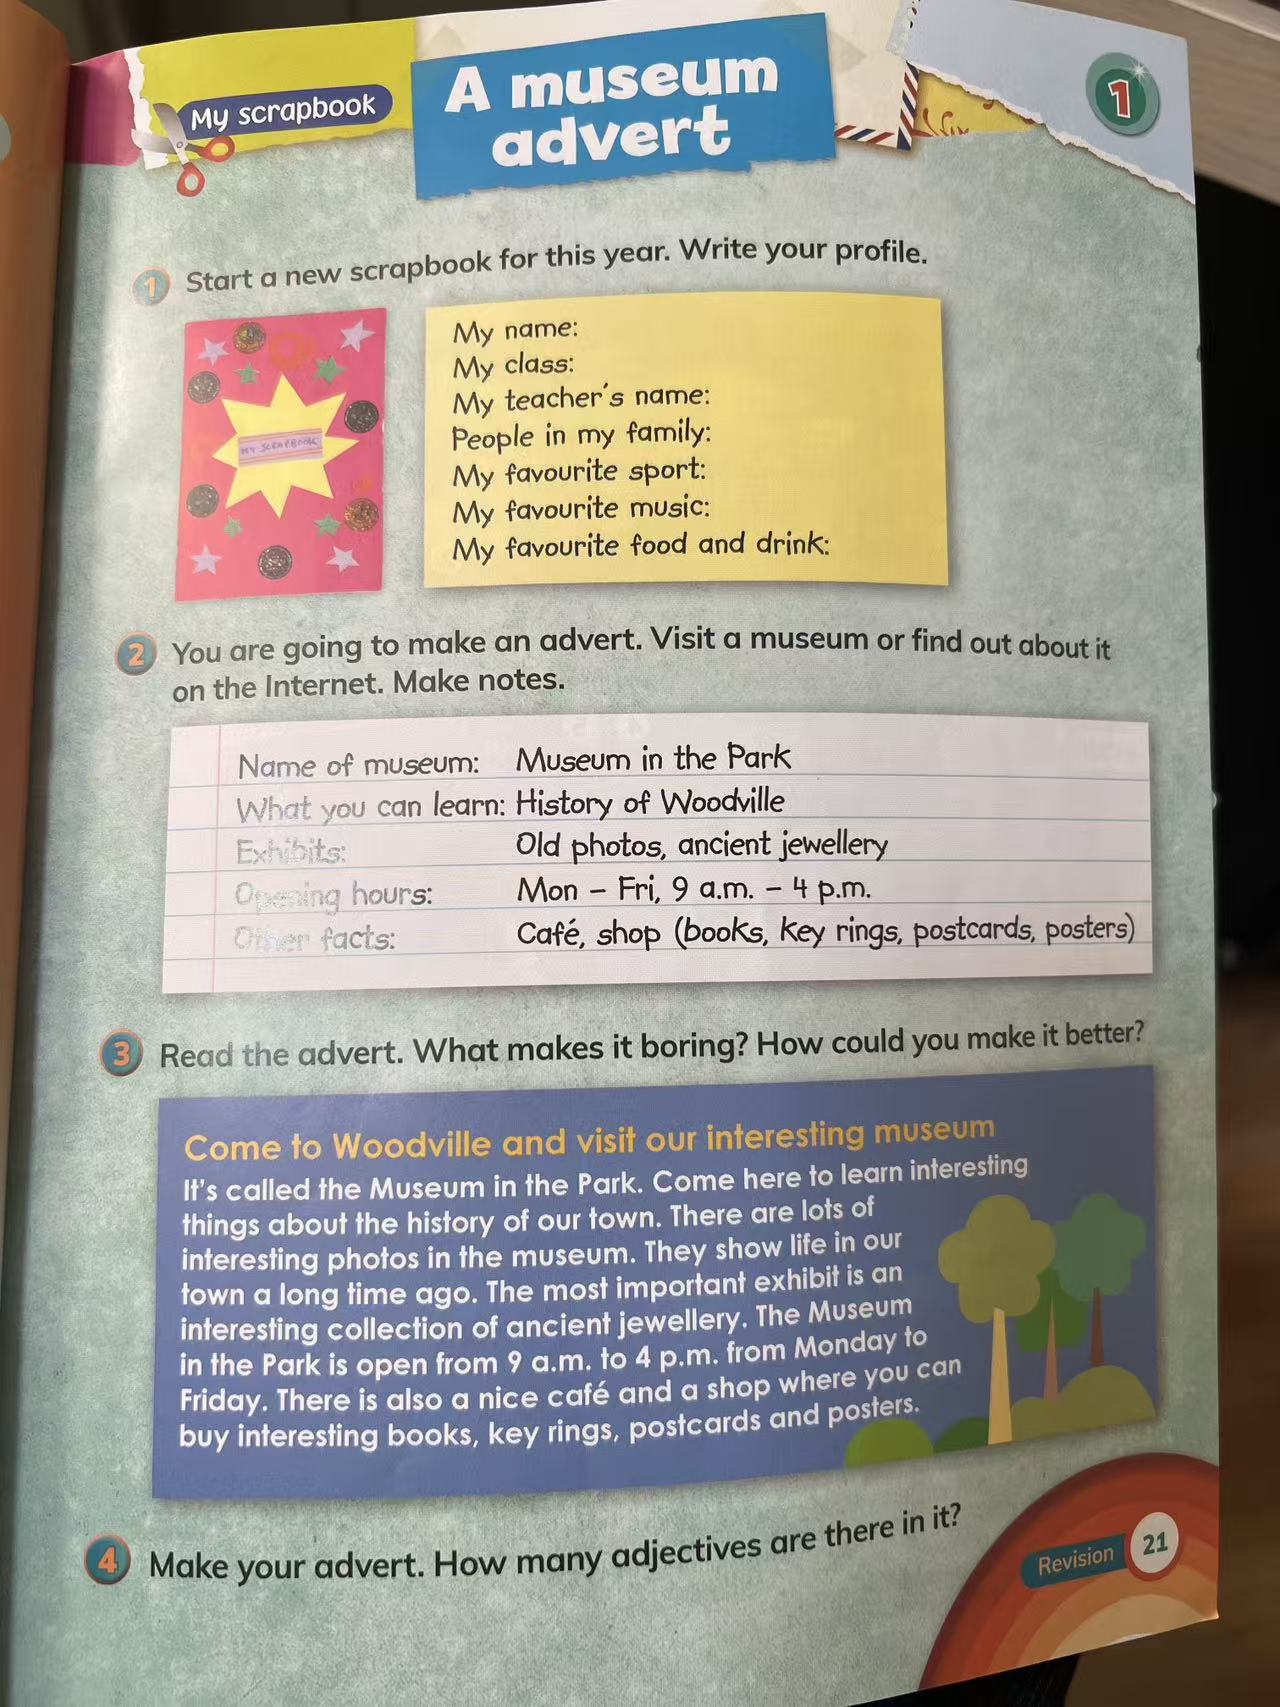 My scrapbook
A museum
advert
1
1 Start a new scrapbook for this year. Write your profile.
MY SCRAPBOOK
My name:
My class:
My teacher's name:
People in my family:
My favourite sport:
My favourite music:
My favourite food and drink:
2 You are going to make an advert. Visit a museum or find out about it
on the Internet. Make notes.
Name of museum: Museum in the Park
What you can learn: History of Woodville
Exhibits: Old photos, ancient jewellery
Opening hours: Mon – Fri, 9 a.m. – 4 p.m.
Other facts: Café, shop (books, key rings, postcards, posters)
3 Read the advert. What makes it boring? How could you make it better?
Come to Woodville and visit our interesting museum
It's called the Museum in the Park. Come here to learn interesting
things about the history of our town. There are lots of
interesting photos in the museum. They show life in our
town a long time ago. The most important exhibit is an
interesting collection of ancient jewellery. The Museum
in the Park is open from 9 a.m. to 4 p.m. from Monday to
Friday. There is also a nice café and a shop where you can
buy interesting books, key rings, postcards and posters.
4 Make your advert. How many adjectives are there in it?
Revision 21